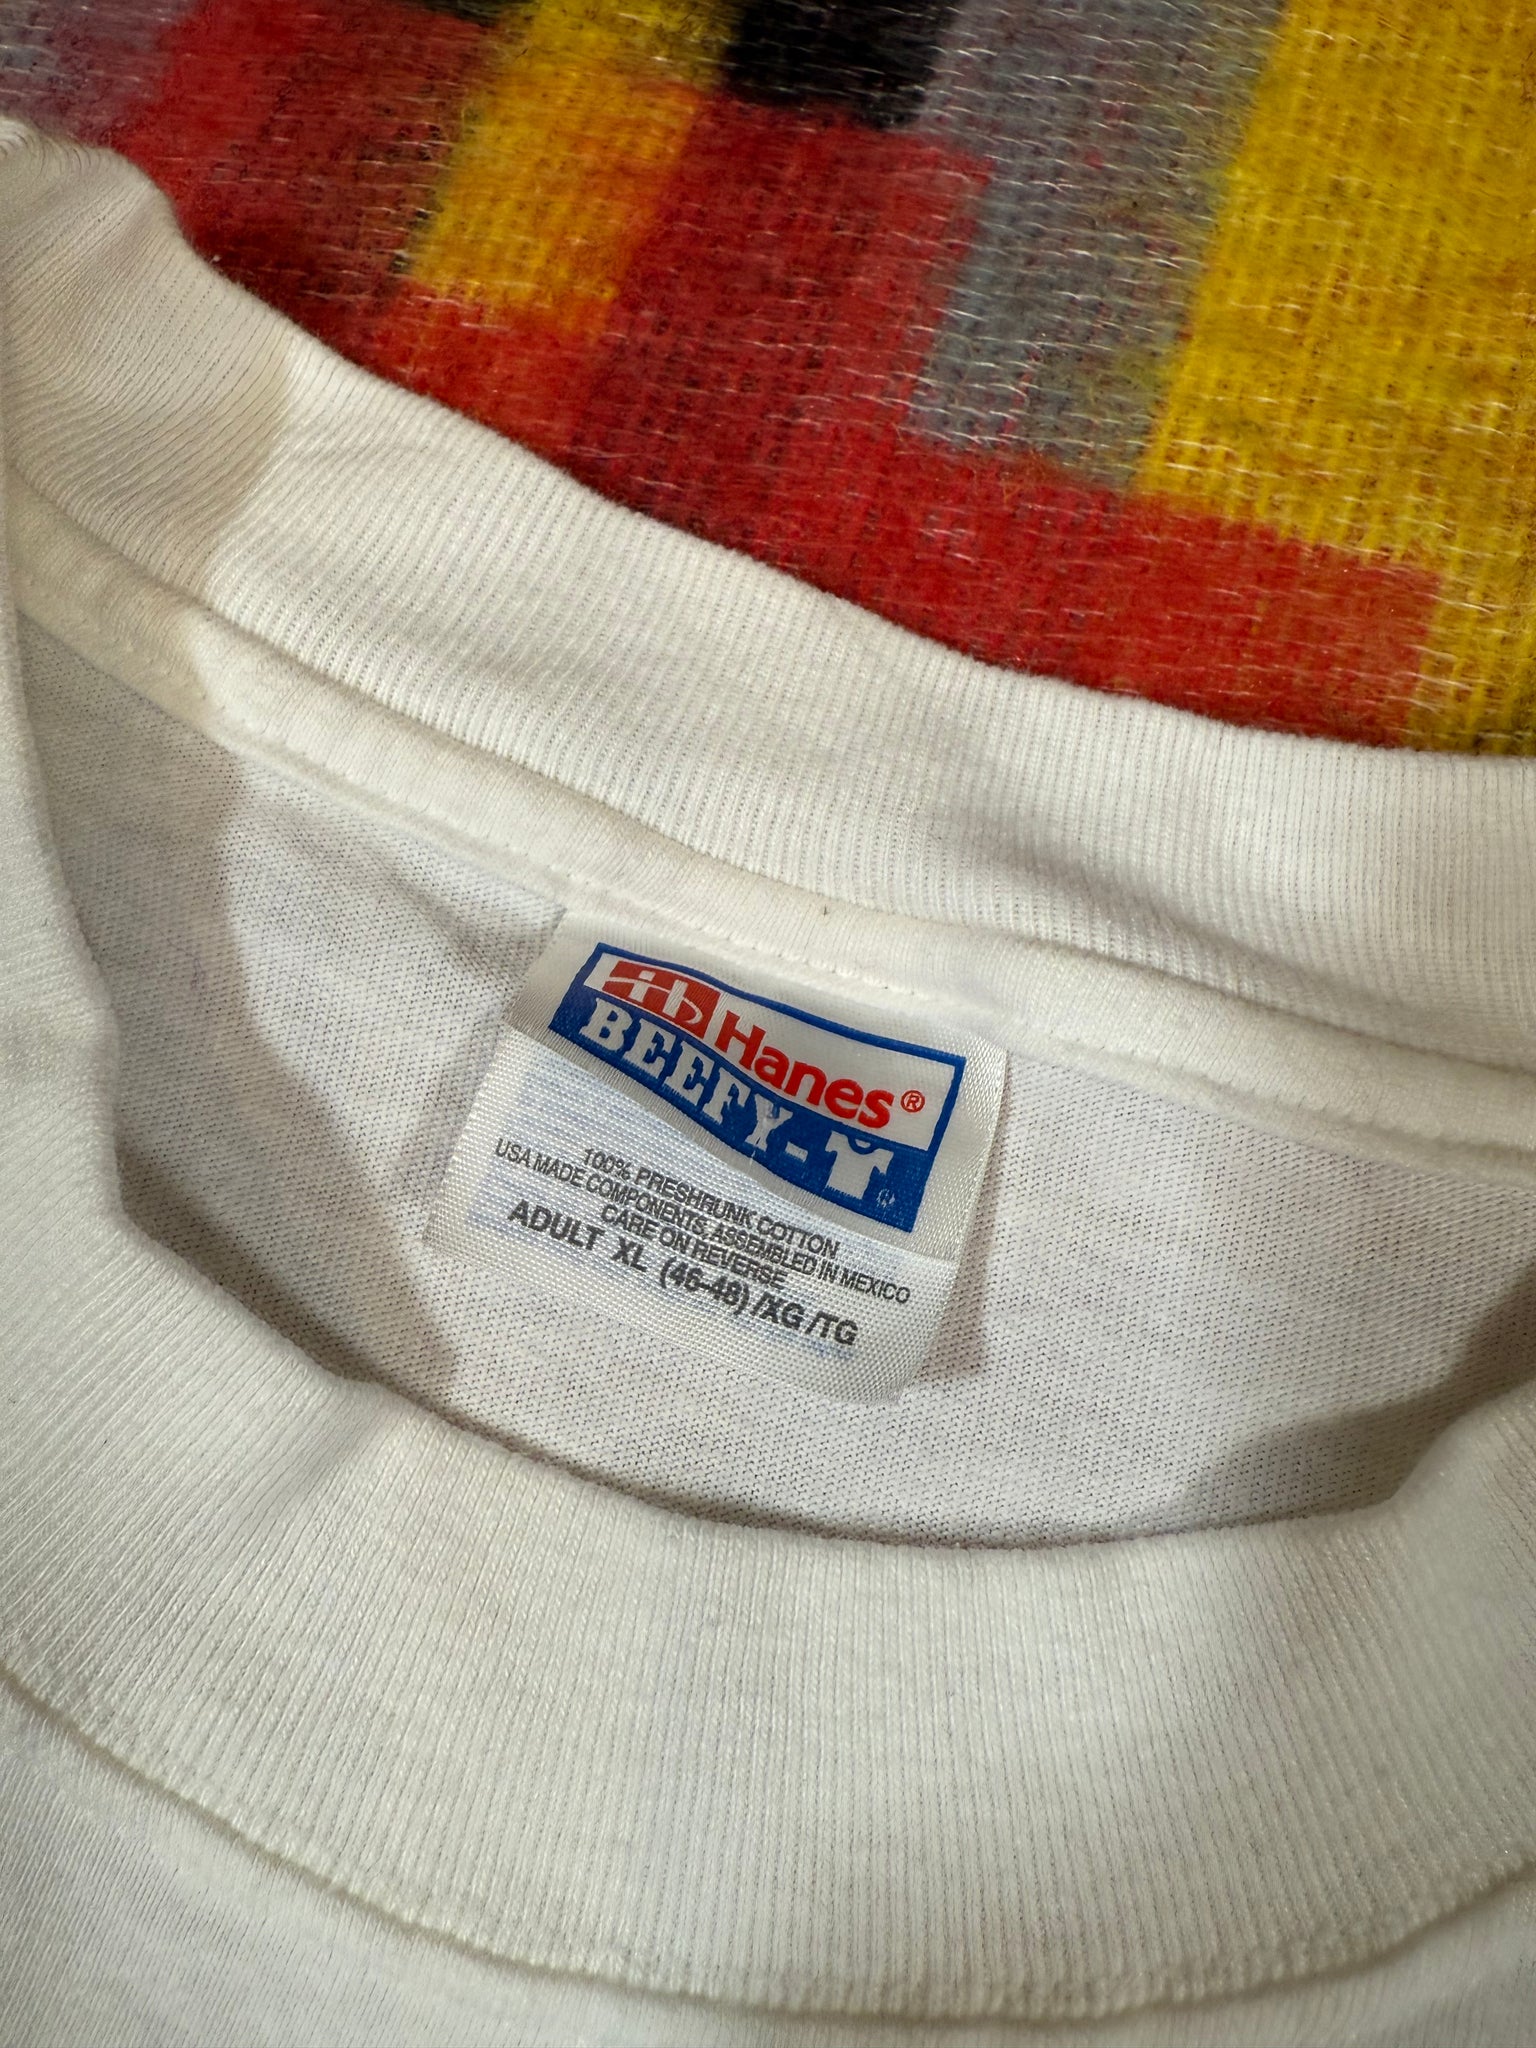 Hanes®
BEEFY-T®
100% PRESHRUNK COTTON
USA MADE COMPONENTS, ASSEMBLED IN MEXICO
CARE ON REVERSE
ADULT XL (46-48) /XG /TG